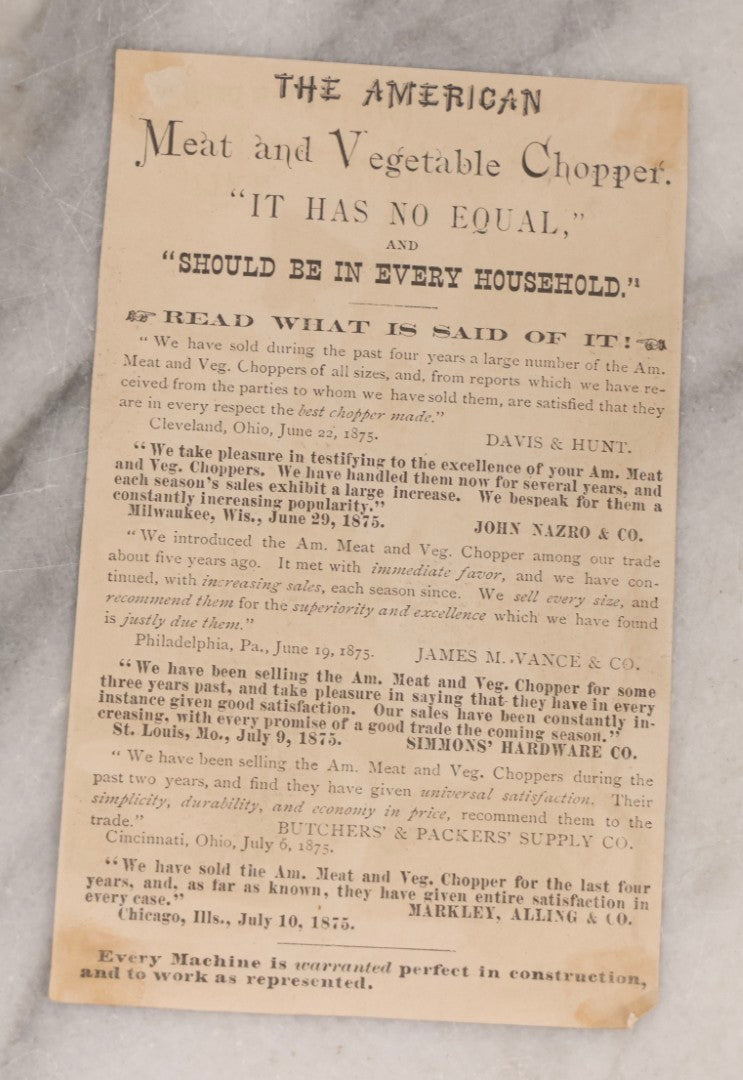 THE AMERICAN
Meat and Vegetable Chopper.
“IT HAS NO EQUAL,”
AND
“SHOULD BE IN EVERY HOUSEHOLD.”
READ WHAT IS SAID OF IT!
“We have sold during the past four years a large number of the Am.
Meat and Veg. Choppers of all sizes, and, from reports which we have re-
ceived from the parties to whom we have sold them, are satisfied that they
are in every respect the best chopper made.”
Cleveland, Ohio, June 22, 1875. DAVIS & HUNT.
“We take pleasure in testifying to the excellence of your Am. Meat
and Veg. Choppers. We have handled them now for several years, and
each season’s sales exhibit a large increase. We bespeak for them a
constantly increasing popularity.”
Milwaukee, Wis., June 29, 1875. JOHN NAZRO & CO.
“We introduced the Am. Meat and Veg. Chopper among our trade
about five years ago. It met with immediate favor, and we have con-
tinued, with increasing sales, each season since. We sell every size, and
recommend them for the superiority and excellence which we have found
is justly due them.”
Philadelphia, Pa., June 19, 1875. JAMES M. VANCE & CO.
“We have been selling the Am. Meat and Veg. Chopper for some
three years past, and take pleasure in saying that they have in every
instance given good satisfaction. Our sales have been constantly in-
creasing, with every promise of a good trade the coming season.”
St. Louis, Mo., July 9, 1875. SIMMONS’ HARDWARE CO.
“We have been selling the Am. Meat and Veg. Choppers during the
past two years, and find they have given universal satisfaction. Their
simplicity, durability, and economy in price, recommend them to the
trade.” BUTCHERS’ & PACKERS’ SUPPLY CO.
Cincinnati, Ohio, July 6, 1875.
“We have sold the Am. Meat and Veg. Chopper for the last four
years, and, as far as known, they have given entire satisfaction in
every case.” MARKLEY, ALLING & CO.
Chicago, Ills., July 10, 1875.
Every Machine is warranted perfect in construction,
and to work as represented.